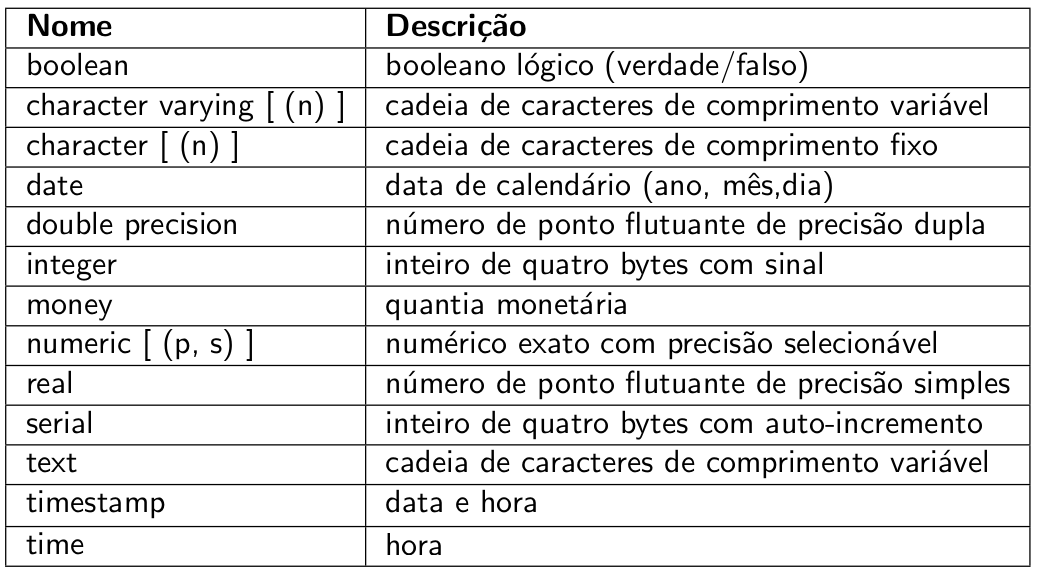 Nome Descrição
boolean booleano lógico (verdade/falso)
character varying [ (n) ] cadeia de caracteres de comprimento variável
character [ (n) ] cadeia de caracteres de comprimento fixo
date data de calendário (ano, mês,dia)
double precision número de ponto flutuante de precisão dupla
integer inteiro de quatro bytes com sinal
money quantia monetária
numeric [ (p, s) ] numérico exato com precisão selecionável
real número de ponto flutuante de precisão simples
serial inteiro de quatro bytes com auto-incremento
text cadeia de caracteres de comprimento variável
timestamp data e hora
time hora